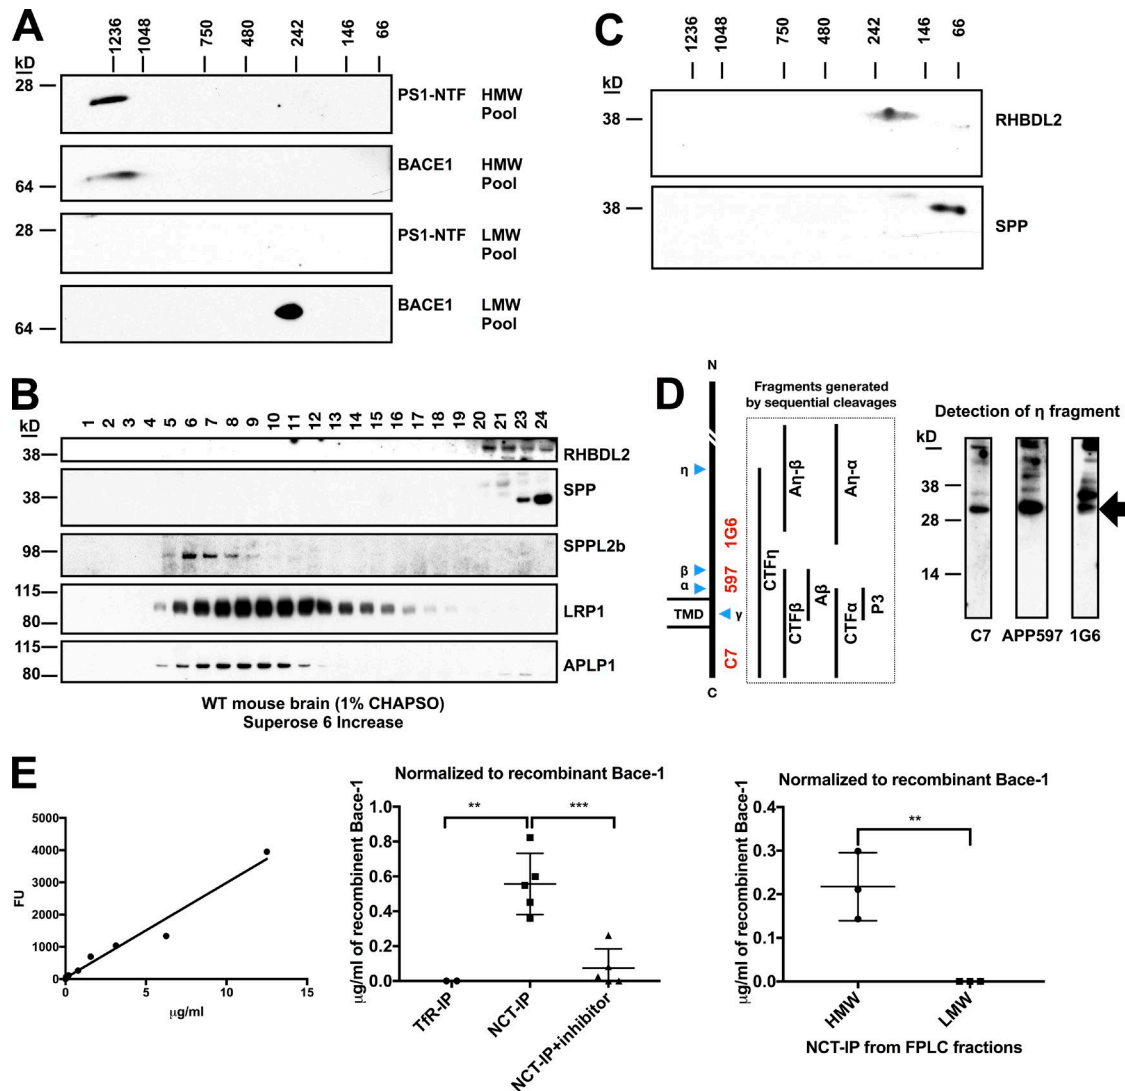 A
1236
1048
750
480
242
146
66
kD
28
PS1-NTF HMW
Pool
64
BACE1 HMW
Pool
28
PS1-NTF LMW
Pool
64
BACE1 LMW
Pool
C
1236
1048
750
480
242
146
66
kD
38
RHBDL2
38
SPP
B
kD
1 2 3 4 5 6 7 8 9 10 11 12 13 14 15 16 17 18 19 20 21 23 24
38
RHBDL2
38
SPP
98
SPPL2b
115
80
LRP1
115
80
APLP1
WT mouse brain (1% CHAPSO)
Superose 6 Increase
D
N
η
β
α
TMD
γ
C
1G6
597
C7
Fragments generated
by sequential cleavages
CTFη
Aη-β
Aη-α
CTFβ
Aβ
CTFα
P3
Detection of η fragment
kD
38
28
14
C7 APP597 1G6
E
FU
5000
4000
3000
2000
1000
0
0 5 10 15
µg/ml
Normalized to recombinant Bace-1
µg/ml of recombinent Bace-1
1.0
0.8
0.6
0.4
0.2
0.0
** ***
TfR-IP
NCT-IP
NCT-IP+inhibitor
Normalized to recombinant Bace-1
µg/ml of recombinent Bace-1
0.4
0.3
0.2
0.1
0.0
**
HMW
LMW
NCT-IP from FPLC fractions